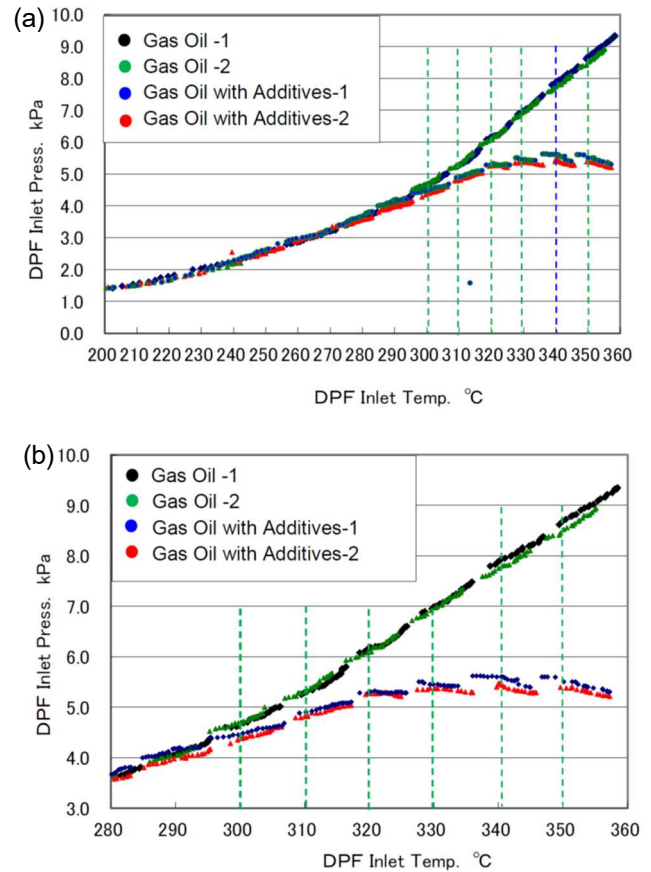 (a)
10.0
9.0
8.0
7.0
6.0
5.0
4.0
3.0
2.0
1.0
0.0
DPF Inlet Press. kPa
Gas Oil -1
Gas Oil -2
Gas Oil with Additives-1
Gas Oil with Additives-2
200 210 220 230 240 250 260 270 280 290 300 310 320 330 340 350 360
DPF Inlet Temp. ℃
(b)
10.0
9.0
8.0
7.0
6.0
5.0
4.0
3.0
DPF Inlet Press. kPa
Gas Oil -1
Gas Oil -2
Gas Oil with Additives-1
Gas Oil with Additives-2
280 290 300 310 320 330 340 350 360
DPF Inlet Temp. ℃